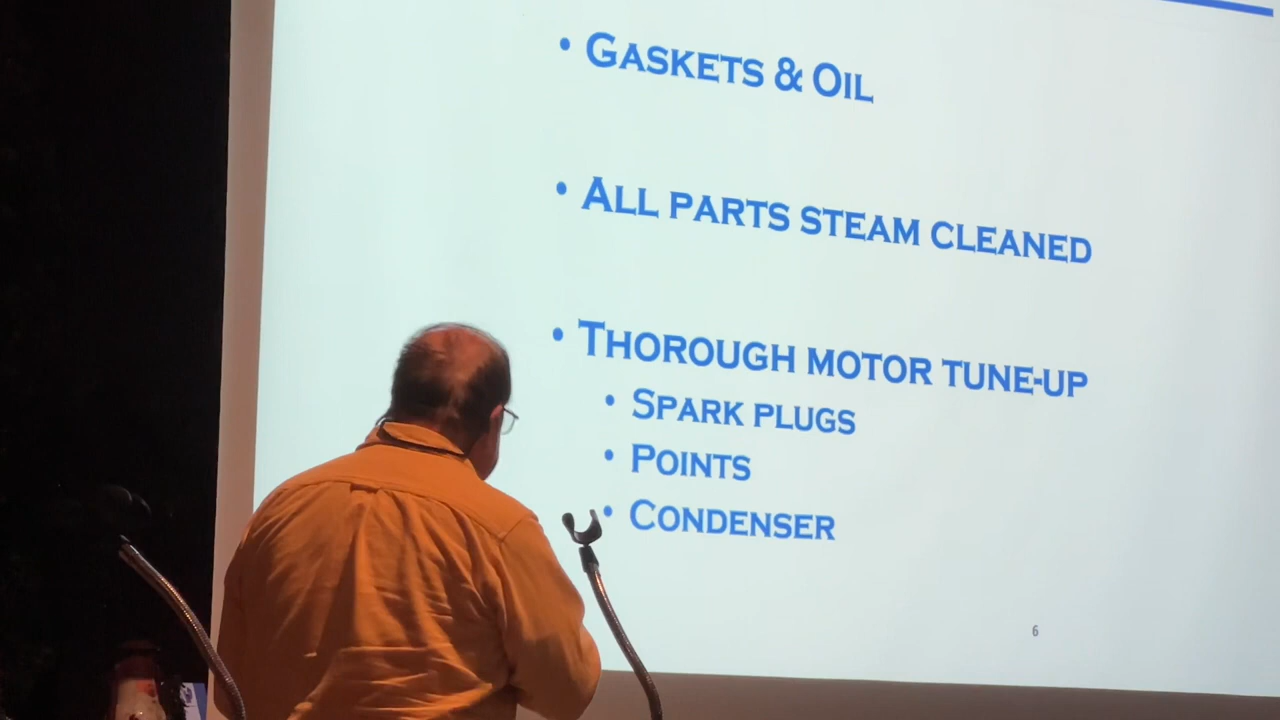 • Gaskets & Oil
• All parts steam cleaned
• Thorough motor tune-up
• Spark plugs
• Points
• Condenser
6